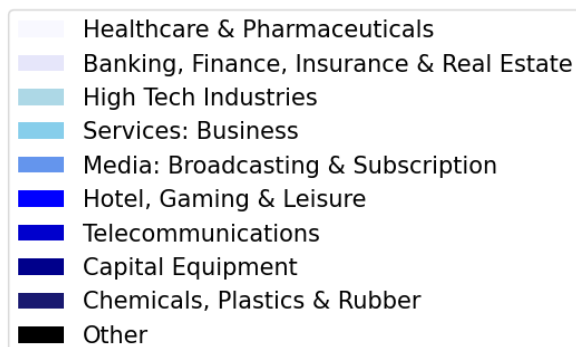 Healthcare & Pharmaceuticals
Banking, Finance, Insurance & Real Estate
High Tech Industries
Services: Business
Media: Broadcasting & Subscription
Hotel, Gaming & Leisure
Telecommunications
Capital Equipment
Chemicals, Plastics & Rubber
Other